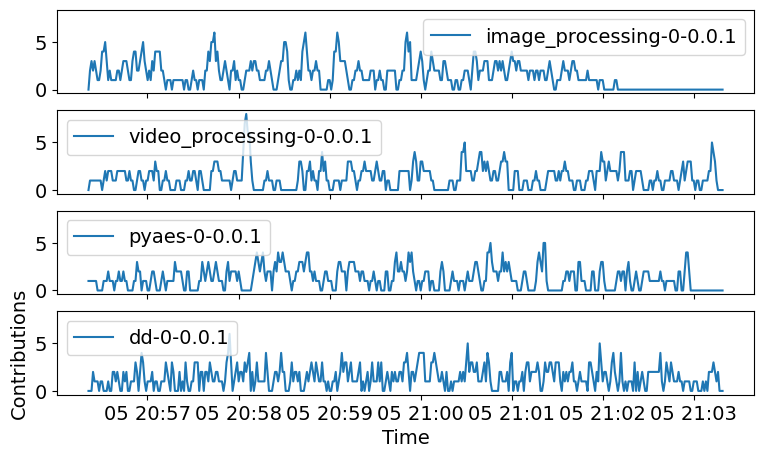 5
image_processing-0-0.0.1
0
5
video_processing-0-0.0.1
0
5
pyaes-0-0.0.1
0
Contributions
5
dd-0-0.0.1
0
05 20:57 05 20:58 05 20:59 05 21:00 05 21:01 05 21:02 05 21:03
Time